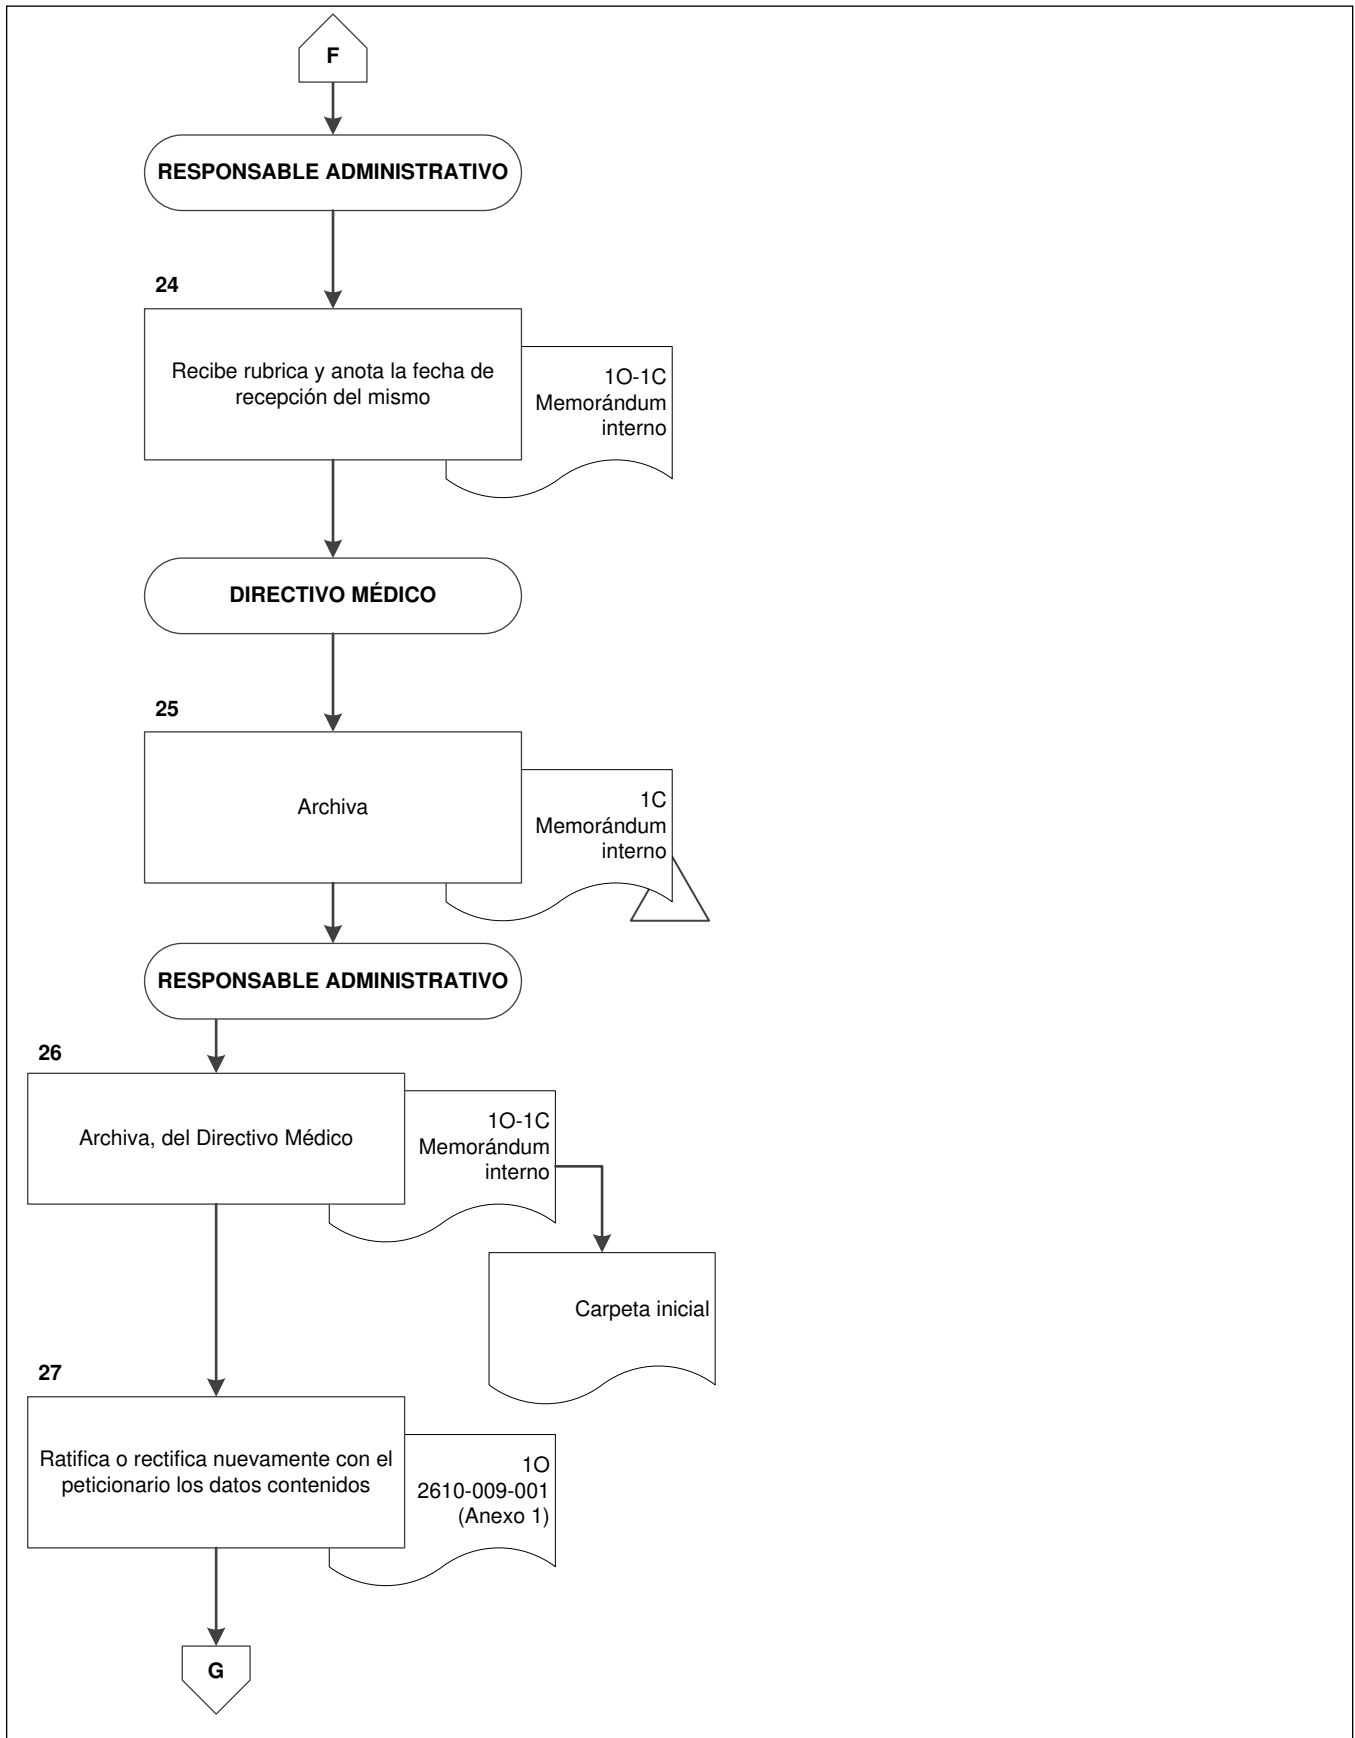 F
RESPONSABLE ADMINISTRATIVO
24
Recibe rubrica y anota la fecha de
recepción del mismo
1O-1C
Memorándum
interno
DIRECTIVO MÉDICO
25
Archiva
1C
Memorándum
interno
RESPONSABLE ADMINISTRATIVO
26
Archiva, del Directivo Médico
1O-1C
Memorándum
interno
Carpeta inicial
27
Ratifica o rectifica nuevamente con el
peticionario los datos contenidos
1O
2610-009-001
(Anexo 1)
G